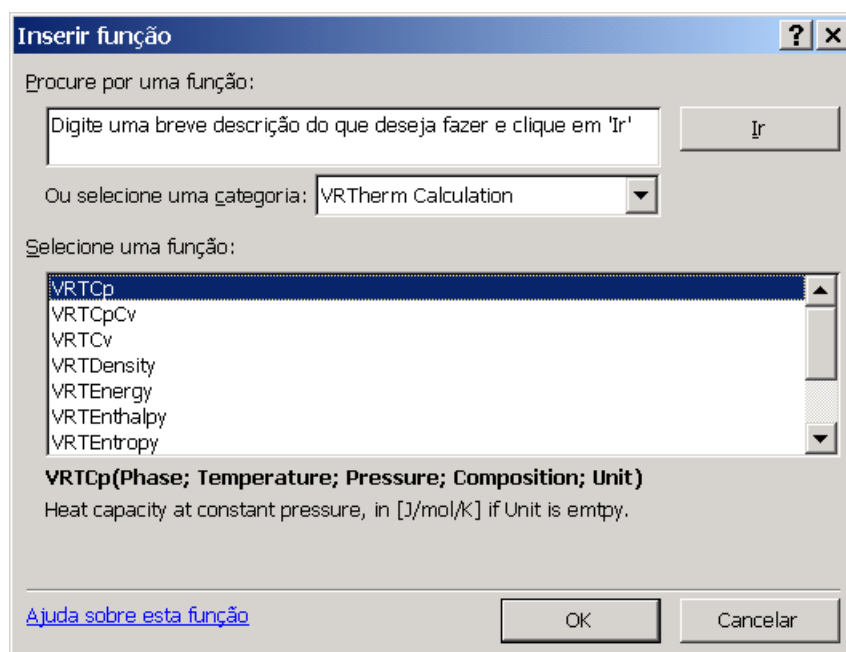 Inserir função
Procure por uma função:
Digite uma breve descrição do que deseja fazer e clique em 'Ir'
Ir
Ou selecione uma categoria: VRTherm Calculation
Selecione uma função:
VRTCp
VRTCpCv
VRTCv
VRTDensity
VRTEnergy
VRTEnthalpy
VRTEntropy
VRTCp(Phase; Temperature; Pressure; Composition; Unit)
Heat capacity at constant pressure, in [J/mol/K] if Unit is emtpy.
Ajuda sobre esta função
OK
Cancelar